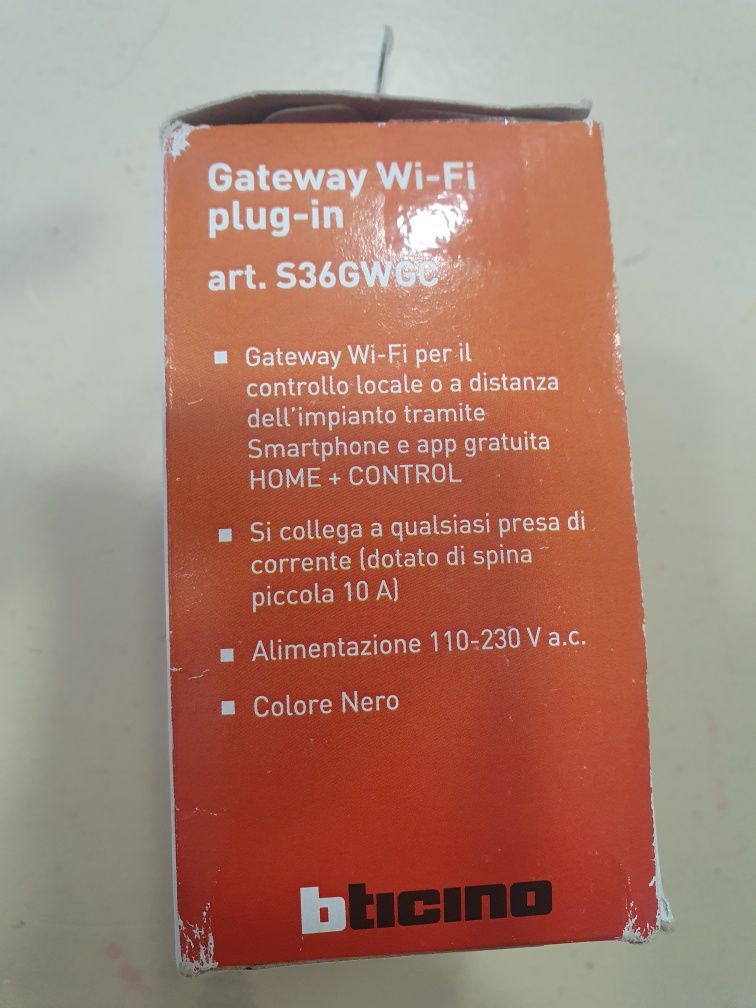 Gateway Wi-Fi
plug-in
art. S36GWGC
Gateway Wi-Fi per il
controllo locale o a distanza
dell'impianto tramite
Smartphone e app gratuita
HOME + CONTROL
Si collega a qualsiasi presa di
corrente (dotato di spina
piccola 10 A)
Alimentazione 110-230 V a.c.
Colore Nero
bticino